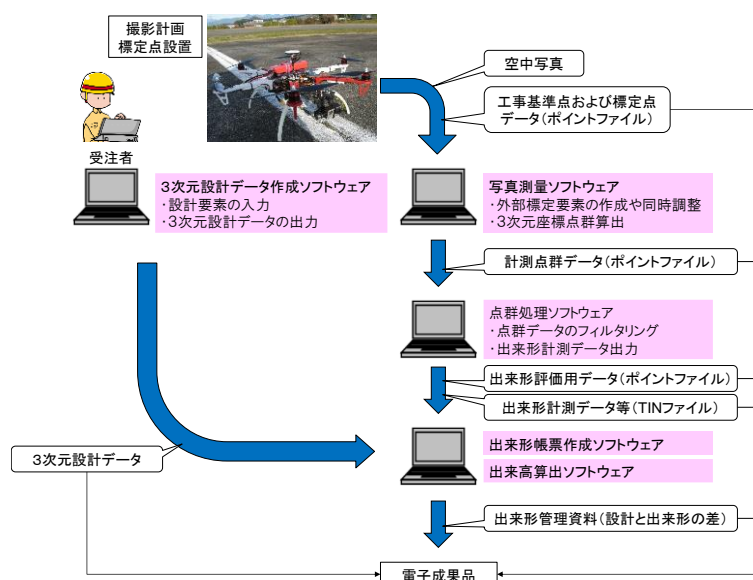 撮影計画
標定点設置
空中写真
工事基準点および標定点
データ(ポイントファイル)
受注者
3次元設計データ作成ソフトウェア
・設計要素の入力
・3次元設計データの出力
写真測量ソフトウェア
・外部標定要素の作成や同時調整
・3次元座標点群算出
計測点群データ(ポイントファイル)
点群処理ソフトウェア
・点群データのフィルタリング
・出来形計測データ出力
出来形評価用データ(ポイントファイル)
出来形計測データ等(TINファイル)
出来形帳票作成ソフトウェア
出来高算出ソフトウェア
3次元設計データ
出来形管理資料(設計と出来形の差)
電子成果品